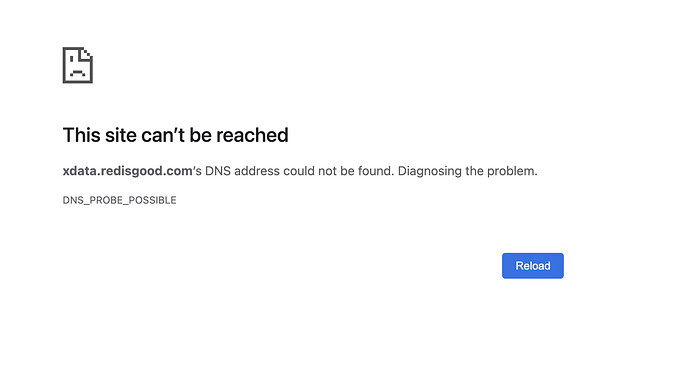 This site can’t be reached
xdata.redisgood.com’s DNS address could not be found. Diagnosing the problem.
DNS_PROBE_POSSIBLE
Reload